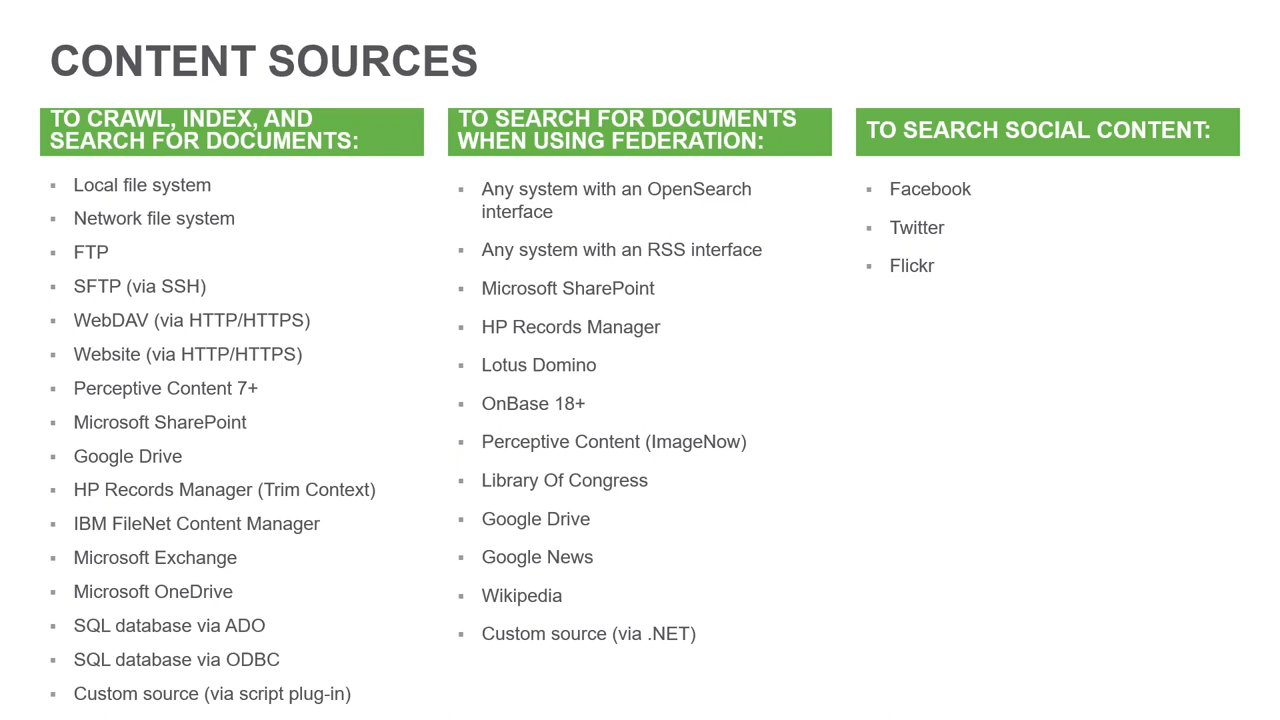 CONTENT SOURCES
TO CRAWL, INDEX, AND
SEARCH FOR DOCUMENTS:
▪ Local file system
▪ Network file system
▪ FTP
▪ SFTP (via SSH)
▪ WebDAV (via HTTP/HTTPS)
▪ Website (via HTTP/HTTPS)
▪ Perceptive Content 7+
▪ Microsoft SharePoint
▪ Google Drive
▪ HP Records Manager (Trim Context)
▪ IBM FileNet Content Manager
▪ Microsoft Exchange
▪ Microsoft OneDrive
▪ SQL database via ADO
▪ SQL database via ODBC
▪ Custom source (via script plug-in)
TO SEARCH FOR DOCUMENTS
WHEN USING FEDERATION:
▪ Any system with an OpenSearch
interface
▪ Any system with an RSS interface
▪ Microsoft SharePoint
▪ HP Records Manager
▪ Lotus Domino
▪ OnBase 18+
▪ Perceptive Content (ImageNow)
▪ Library Of Congress
▪ Google Drive
▪ Google News
▪ Wikipedia
▪ Custom source (via .NET)
TO SEARCH SOCIAL CONTENT:
▪ Facebook
▪ Twitter
▪ Flickr